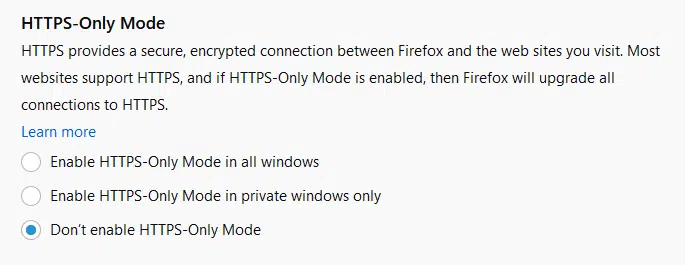 HTTPS-Only Mode
HTTPS provides a secure, encrypted connection between Firefox and the web sites you visit. Most
websites support HTTPS, and if HTTPS-Only Mode is enabled, then Firefox will upgrade all
connections to HTTPS.
Learn more
Enable HTTPS-Only Mode in all windows
Enable HTTPS-Only Mode in private windows only
Don’t enable HTTPS-Only Mode